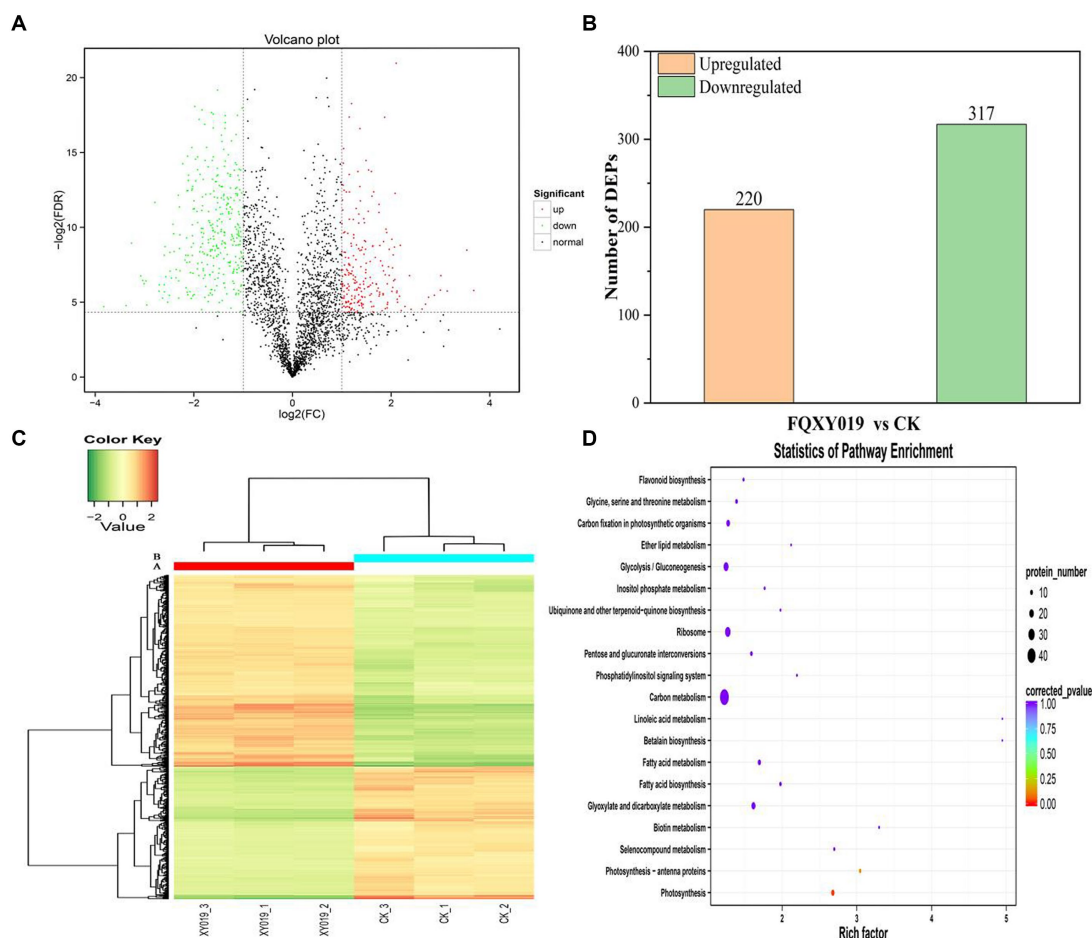 A
Volcano plot
20
15
10
5
0
−log2(FDR)
−4
−2
0
2
4
log2(FC)
Significant
up
down
normal
B
400
300
200
100
0
Number of DEPs
Upregulated
Downregulated
220
317
FQXY019 vs CK
C
Color Key
−2
0
2
Value
B
A
XY019_3
XY019_1
XY019_2
CK_3
CK_1
CK_2
D
Statistics of Pathway Enrichment
Flavonoid biosynthesis
Glycine, serine and threonine metabolism
Carbon fixation in photosynthetic organisms
Ether lipid metabolism
Glycolysis / Gluconeogenesis
Inositol phosphate metabolism
Ubiquinone and other terpenoid−quinone biosynthesis
Ribosome
Pentose and glucuronate interconversions
Phosphatidylinositol signaling system
Carbon metabolism
Linoleic acid metabolism
Betalain biosynthesis
Fatty acid metabolism
Fatty acid biosynthesis
Glyoxylate and dicarboxylate metabolism
Biotin metabolism
Selenocompound metabolism
Photosynthesis − antenna proteins
Photosynthesis
2
3
4
5
Rich factor
protein_number
10
20
30
40
corrected_pvalue
1.00
0.75
0.50
0.25
0.00